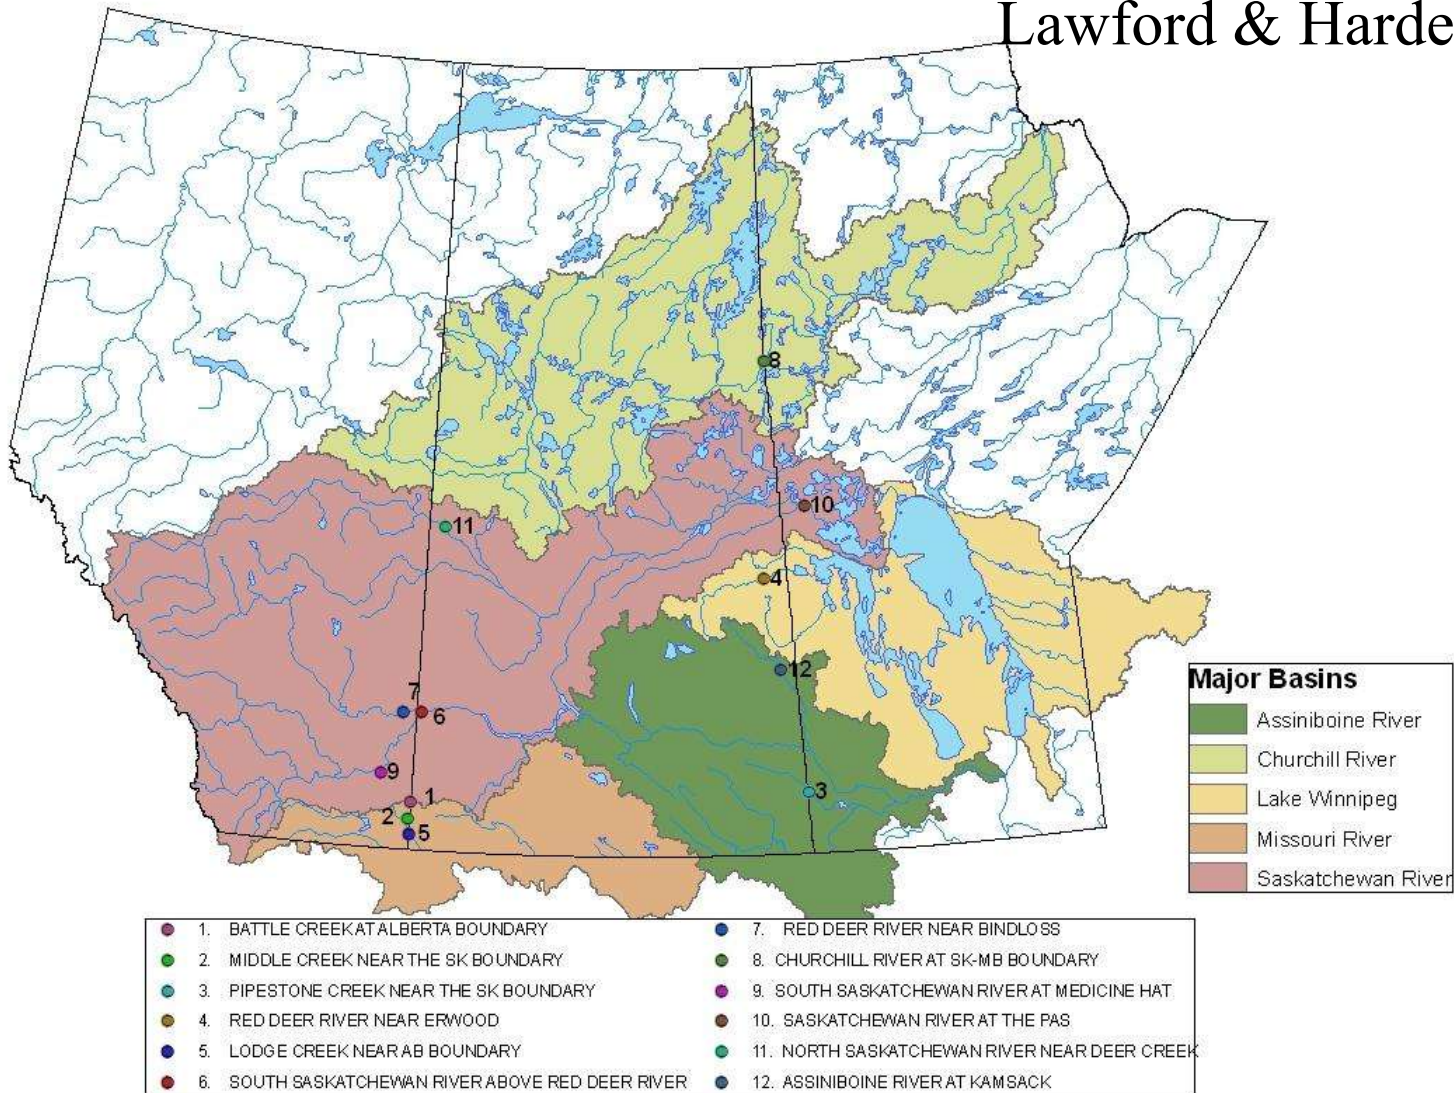 Lawford & Harde
8
10
11
4
12
7
6
9
3
1
2
5
Major Basins
Assiniboine River
Churchill River
Lake Winnipeg
Missouri River
Saskatchewan River
1. BATTLE CREEK AT ALBERTA BOUNDARY
2. MIDDLE CREEK NEAR THE SK BOUNDARY
3. PIPESTONE CREEK NEAR THE SK BOUNDARY
4. RED DEER RIVER NEAR ERWOOD
5. LODGE CREEK NEAR AB BOUNDARY
6. SOUTH SASKATCHEWAN RIVER ABOVE RED DEER RIVER
7. RED DEER RIVER NEAR BINDLOSS
8. CHURCHILL RIVER AT SK-MB BOUNDARY
9. SOUTH SASKATCHEWAN RIVER AT MEDICINE HAT
10. SASKATCHEWAN RIVER AT THE PAS
11. NORTH SASKATCHEWAN RIVER NEAR DEER CREEK
12. ASSINIBOINE RIVER AT KAMSACK